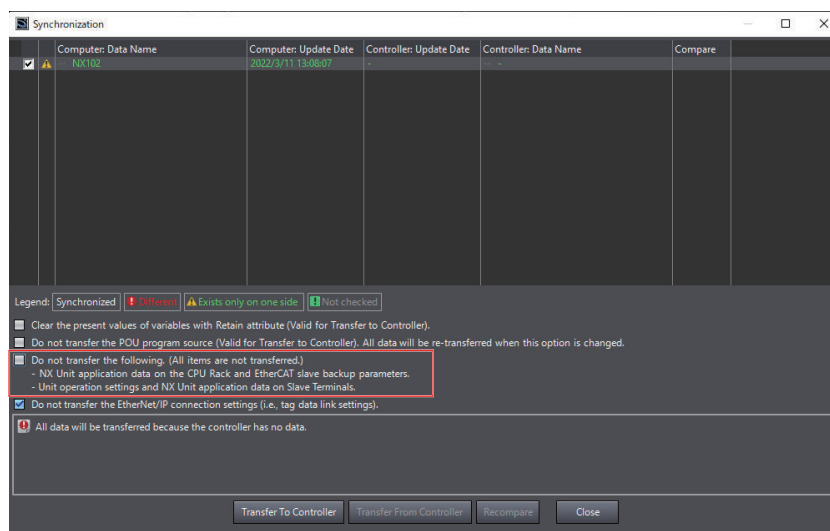 Synchronization
Computer: Data Name Computer: Update Date Controller: Update Date Controller: Data Name Compare
NX102 2022/3/11 13:08:07 - -- -
Legend: Synchronized Different Exists only on one side Not checked
Clear the present values of variables with Retain attribute (Valid for Transfer to Controller).
Do not transfer the POU program source (Valid for Transfer to Controller). All data will be re-transferred when this option is changed.
Do not transfer the following. (All items are not transferred.)
- NX Unit application data on the CPU Rack and EtherCAT slave backup parameters.
- Unit operation settings and NX Unit application data on Slave Terminals.
Do not transfer the EtherNet/IP connection settings (i.e., tag data link settings).
All data will be transferred because the controller has no data.
Transfer To Controller Transfer From Controller Recompare Close